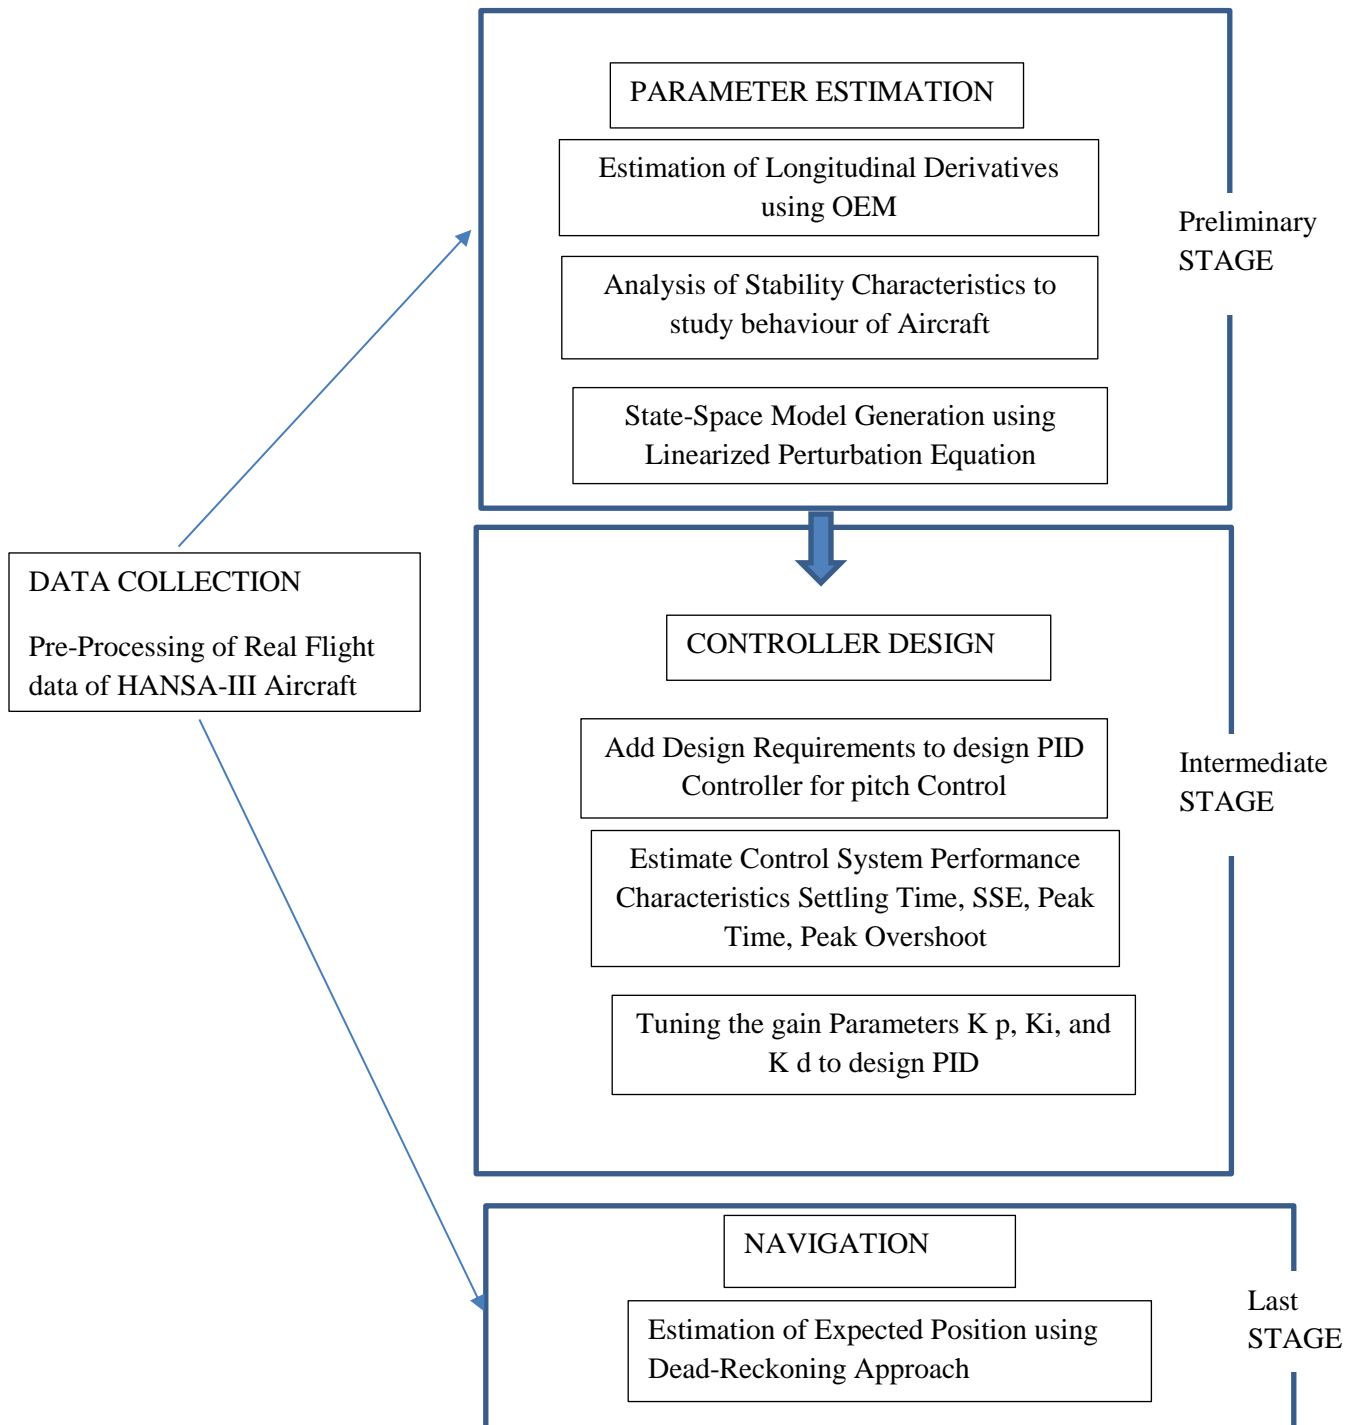 PARAMETER ESTIMATION
Estimation of Longitudinal Derivatives
using OEM
Analysis of Stability Characteristics to
study behaviour of Aircraft
State-Space Model Generation using
Linearized Perturbation Equation
Preliminary
STAGE
DATA COLLECTION
Pre-Processing of Real Flight
data of HANSA-III Aircraft
CONTROLLER DESIGN
Add Design Requirements to design PID
Controller for pitch Control
Estimate Control System Performance
Characteristics Settling Time, SSE, Peak
Time, Peak Overshoot
Tuning the gain Parameters K p, Ki, and
K d to design PID
Intermediate
STAGE
NAVIGATION
Estimation of Expected Position using
Dead-Reckoning Approach
Last
STAGE